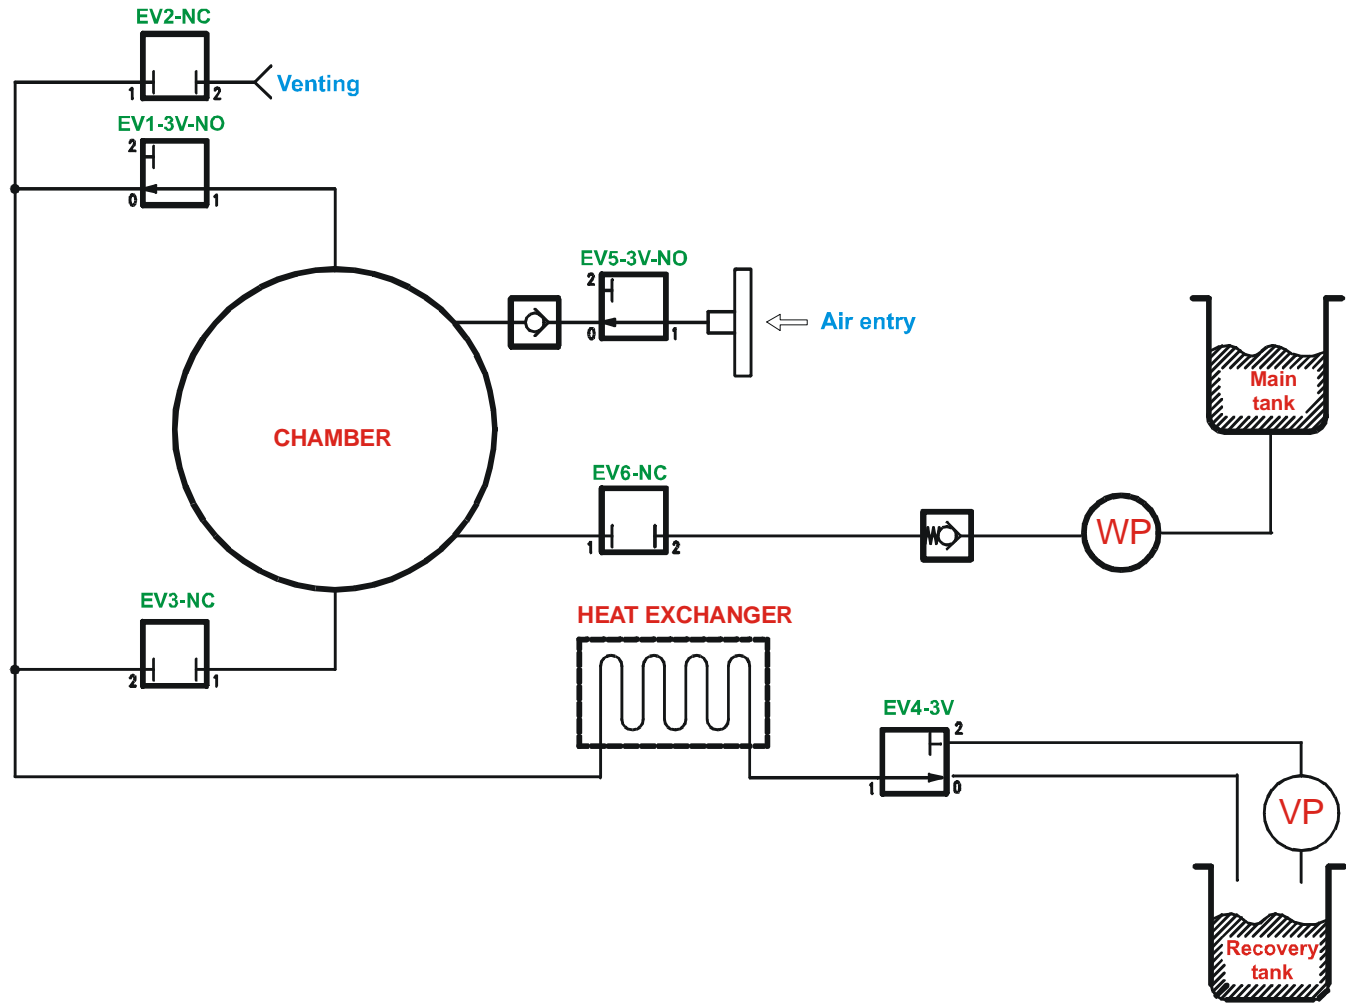 EV2-NC
1 2
Venting
EV1-3V-NO
2
0 1
EV5-3V-NO
2
0 1
Air entry
Main
tank
CHAMBER
EV6-NC
1 2
WP
EV3-NC
2 1
HEAT EXCHANGER
EV4-3V
2
1 0
VP
Recovery
tank